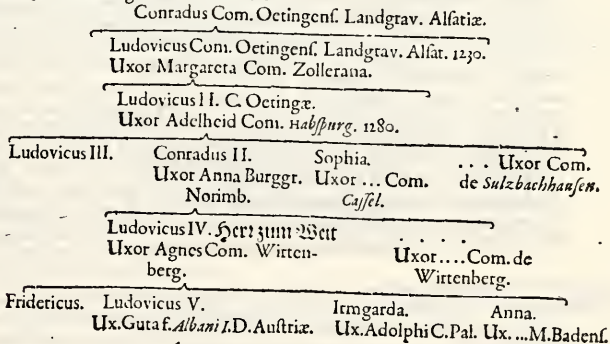 Conradus Com. Oetingenſ. Landgrav. Alſatiæ.
Ludovicus Com. Oetingenſ. Landgrav. Alſat. 1230.
Uxor Margareta Com. Zollerana.
Ludovicus II. C. Oetingæ.
Uxor Adelheid Com. Habſpurg. 1280.
Ludovicus III. Conradus II. Sophia. . . . Uxor Com.
Uxor Anna Burggr. Uxor ... Com. de Sulzbachhauſen.
Norimb. Caſſel.
Ludovicus IV. Herr zum Weit . . . .
Uxor Agnes Com. Wirten- Uxor....Com. de
berg. Wirtenberg.
Fridericus. Ludovicus V. Irmgarda. Anna.
Ux. Guta f. Albani I. D. Auſtriæ. Ux. Adolphi C. Pal. Ux. ... M. Badenſ.